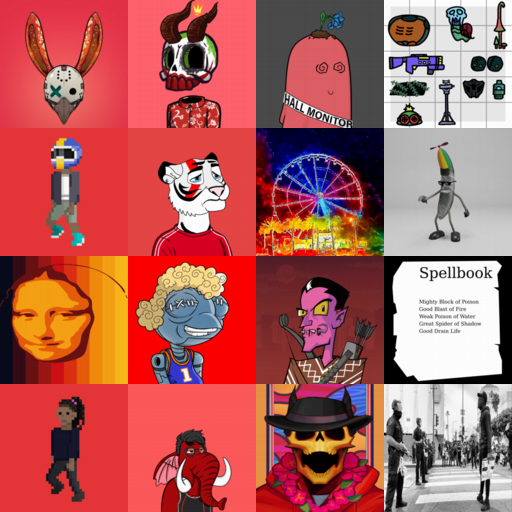 HALL MONITOR
Spellbook
Mighty Block of Poison
Good Blast of Fire
Weak Poison of Water
Great Spider of Shadow
Good Drain Life
1